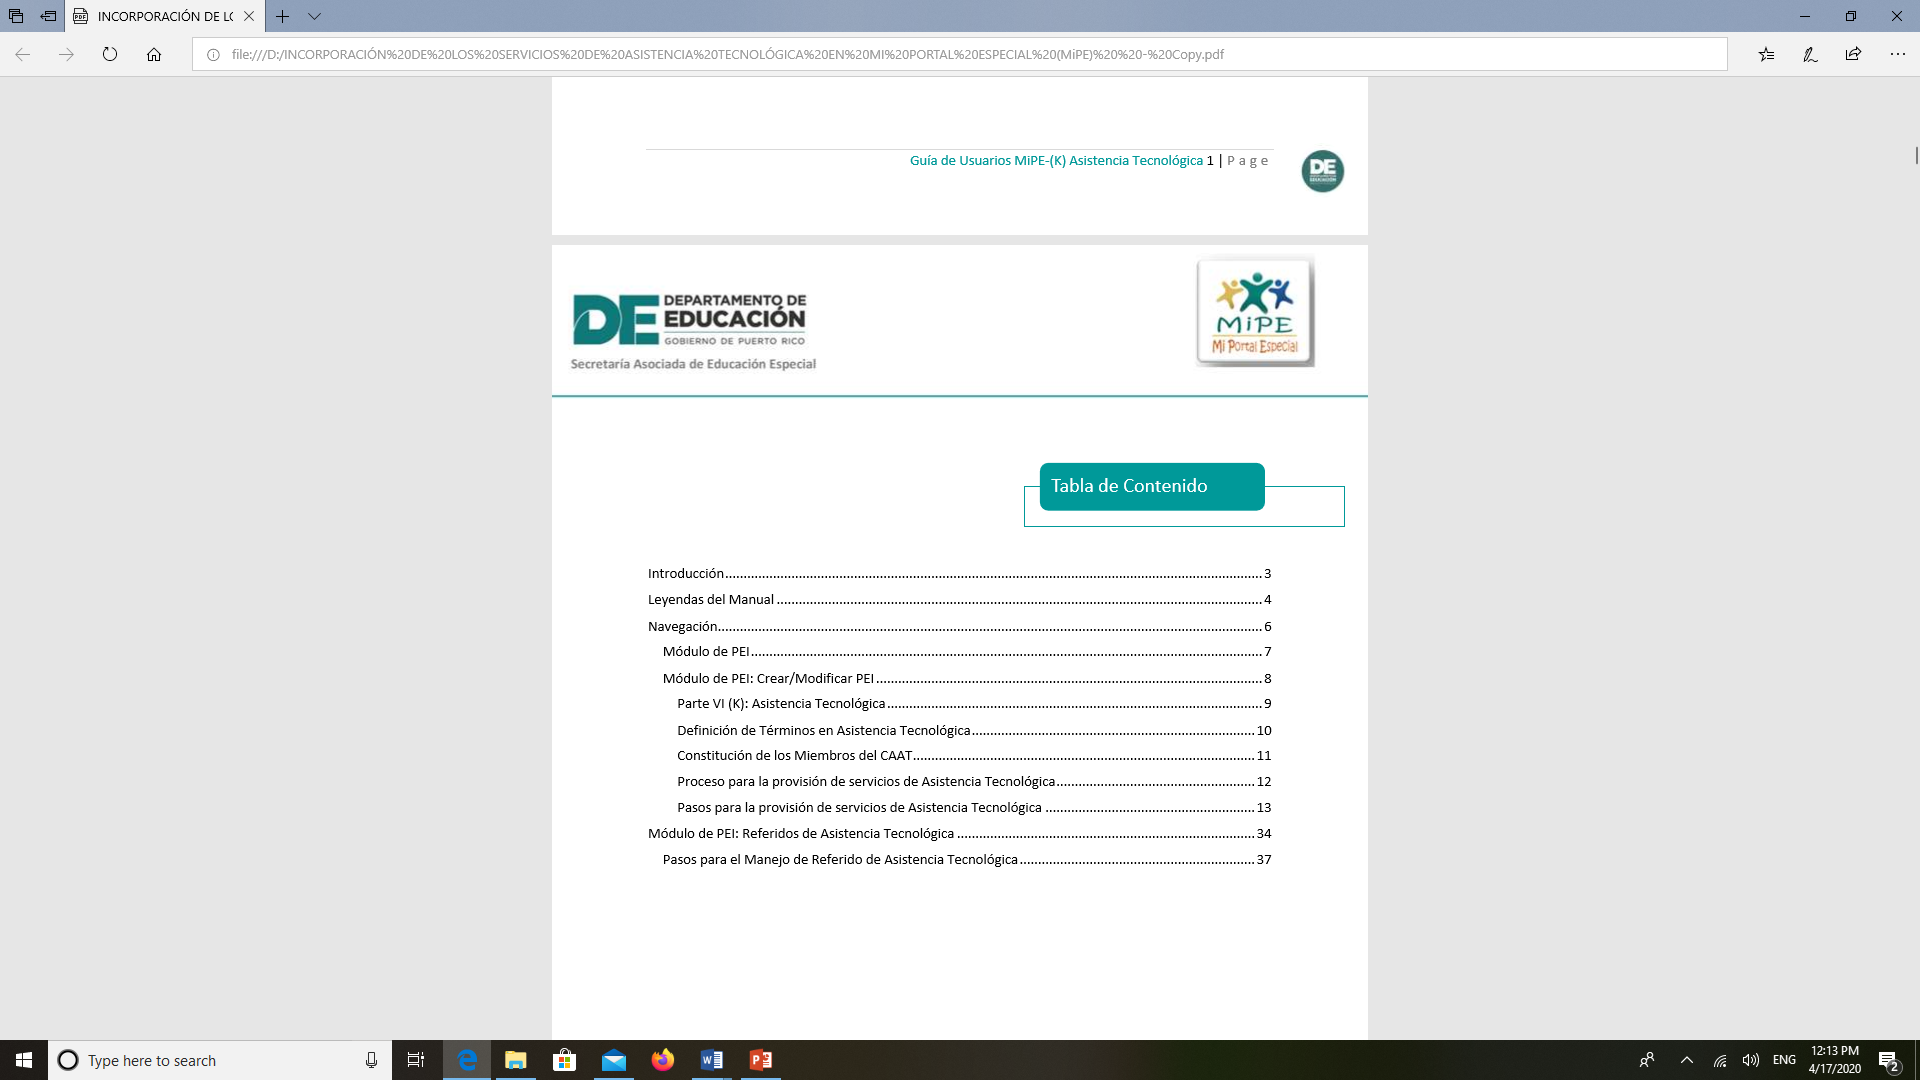 INCORPORACIÓN DE LO
file:///D:/INCORPORACIÓN%20DE%20LOS%20SERVICIOS%20DE%20ASISTENCIA%20TECNOLÓGICA%20EN%20MI%20PORTAL%20ESPECIAL%20(MiPE)%20%20-%20Copy.pdf
Guía de Usuarios MiPE-(K) Asistencia Tecnológica 1 | P a g e
DE
DE DEPARTAMENTO DE
EDUCACIÓN
GOBIERNO DE PUERTO RICO
Secretaría Asociada de Educación Especial
MiPE
Mi Portal Especial
Tabla de Contenido
Introducción 3
Leyendas del Manual 4
Navegación 6
Módulo de PEI 7
Módulo de PEI: Crear/Modificar PEI 8
Parte VI (K): Asistencia Tecnológica 9
Definición de Términos en Asistencia Tecnológica 10
Constitución de los Miembros del CAAT 11
Proceso para la provisión de servicios de Asistencia Tecnológica 12
Pasos para la provisión de servicios de Asistencia Tecnológica 13
Módulo de PEI: Referidos de Asistencia Tecnológica 34
Pasos para el Manejo de Referido de Asistencia Tecnológica 37
Type here to search
ENG
12:13 PM
4/17/2020
2